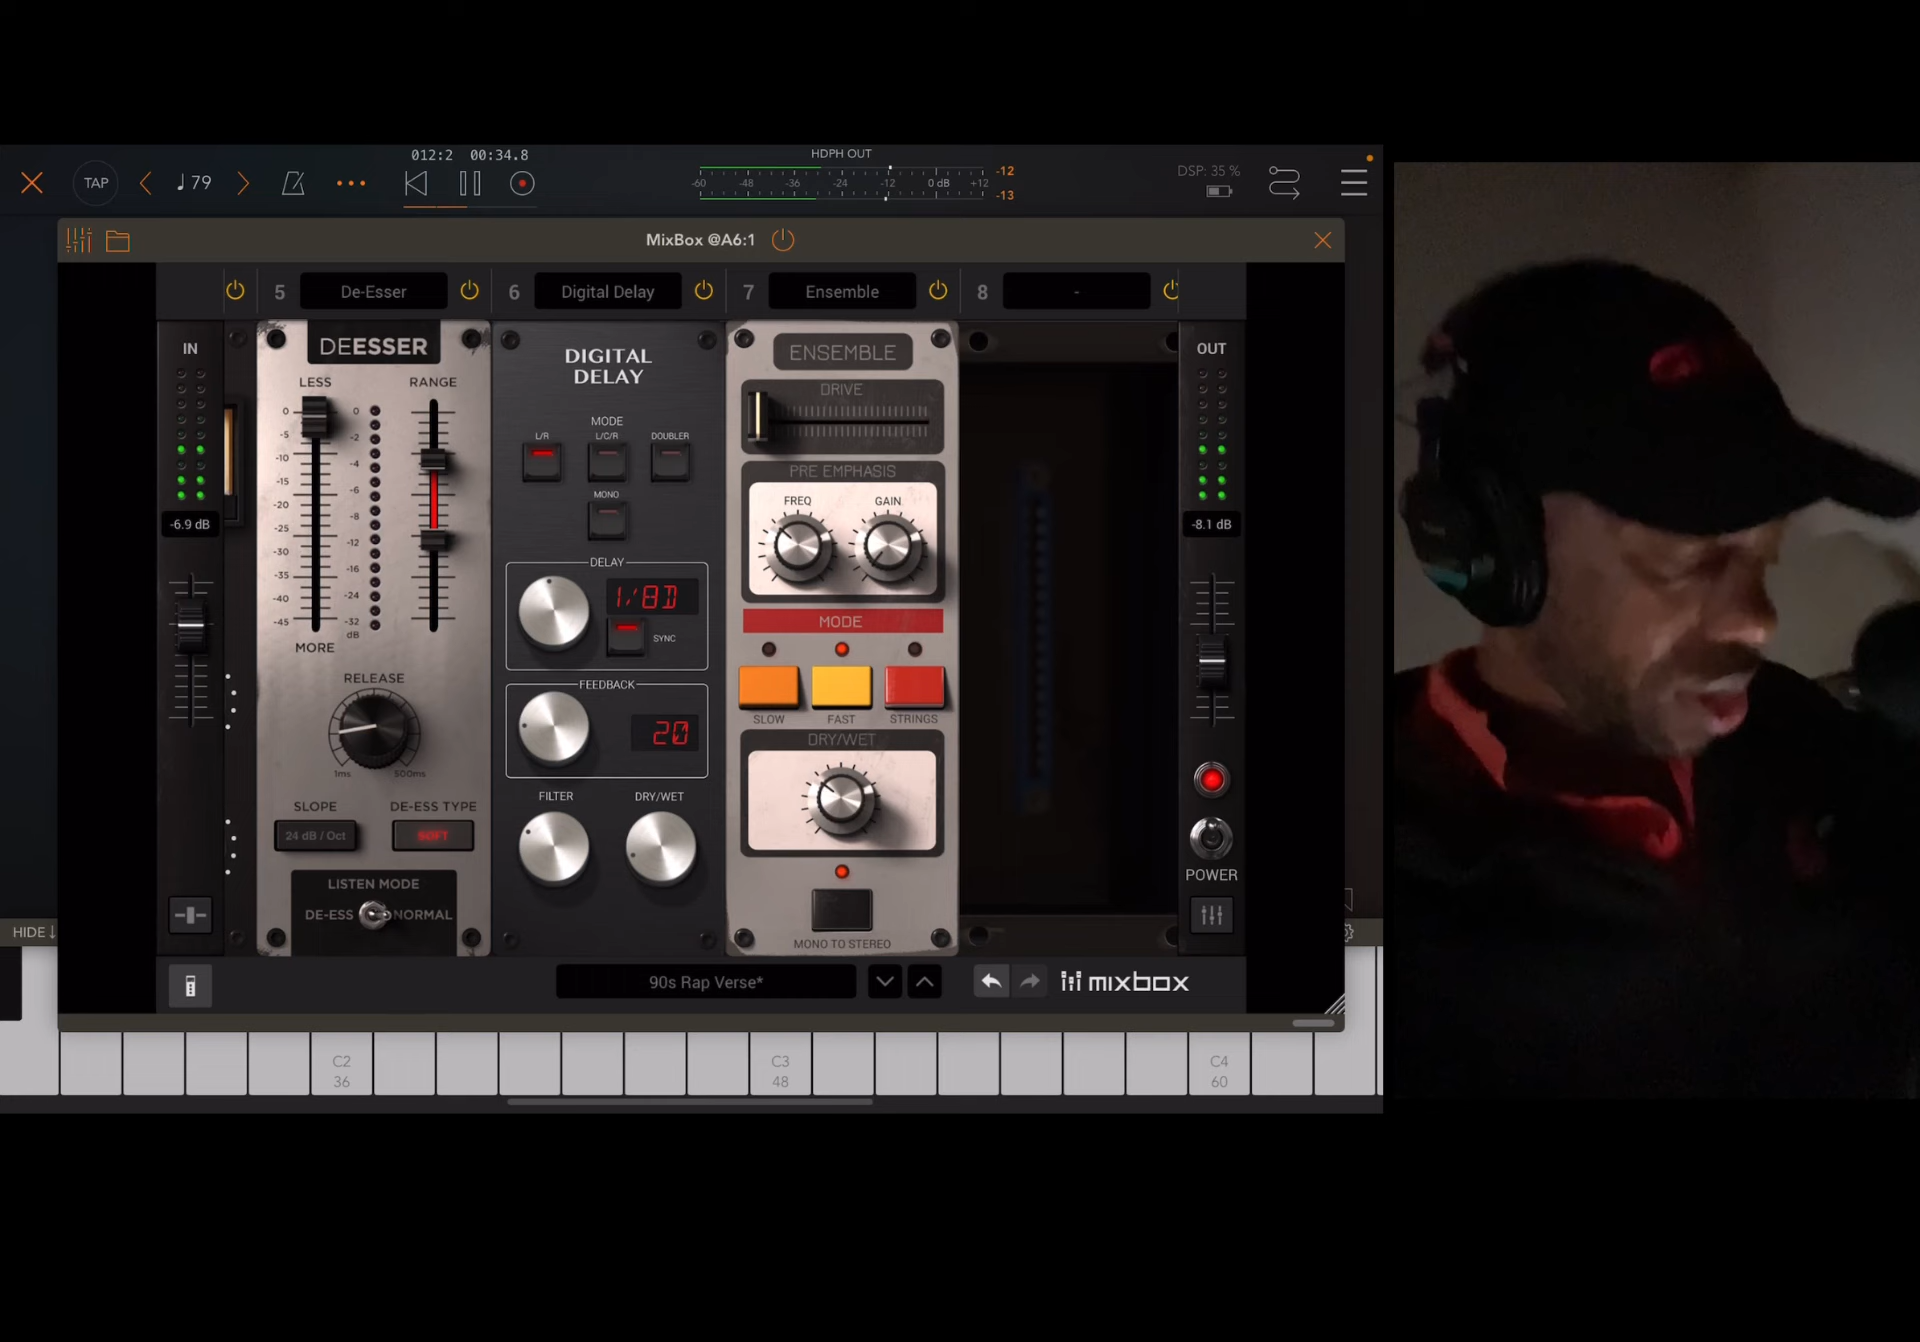 012:2 00:34.8
HDPH OUT
TAP
79
-60 -48 -36 -24 -12 0 dB +12
-12
-13
DSP: 35 %
MixBox @A6:1
5 De-Esser
6 Digital Delay
7 Ensemble
8 -
IN
-6.9 dB
DEESSER
LESS
RANGE
0
-5
-10
-15
-20
-25
-30
-35
-40
-45
0
-2
-4
-6
-8
-12
-16
-24
-32
dB
MORE
RELEASE
1ms
500ms
SLOPE
DE-ESS TYPE
24 dB / Oct
SOFT
LISTEN MODE
DE-ESS
NORMAL
DIGITAL
DELAY
MODE
L/R
L/C/R
DOUBLER
MONO
DELAY
1/8D
SYNC
FEEDBACK
20
FILTER
DRY/WET
ENSEMBLE
DRIVE
PRE EMPHASIS
FREQ
GAIN
MODE
SLOW
FAST
STRINGS
DRY/WET
MONO TO STEREO
OUT
-8.1 dB
POWER
HIDE↓
90s Rap Verse*
mixbox
C2
36
C3
48
C4
60